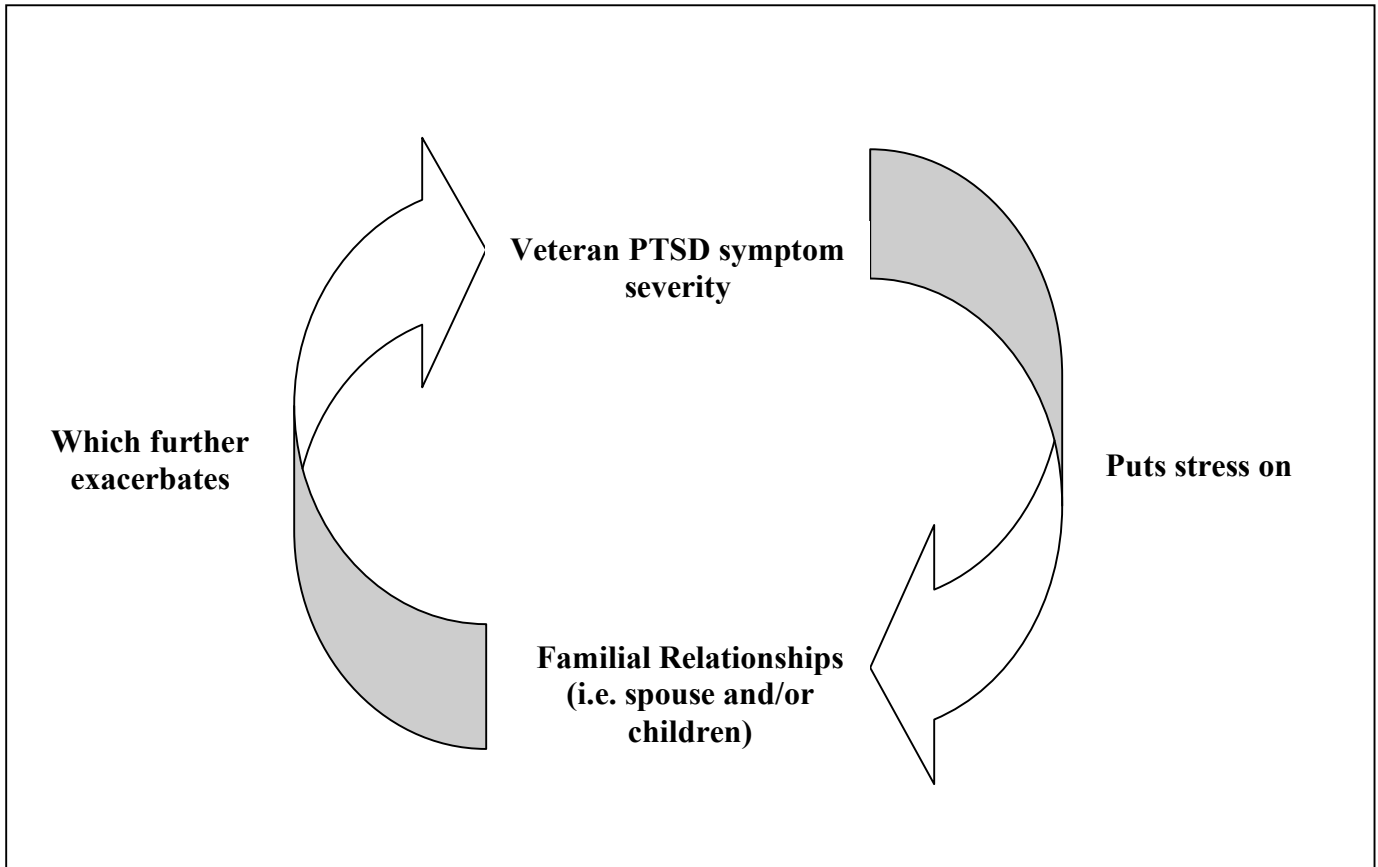 Veteran PTSD symptom
severity
Puts stress on
Familial Relationships
(i.e. spouse and/or
children)
Which further
exacerbates